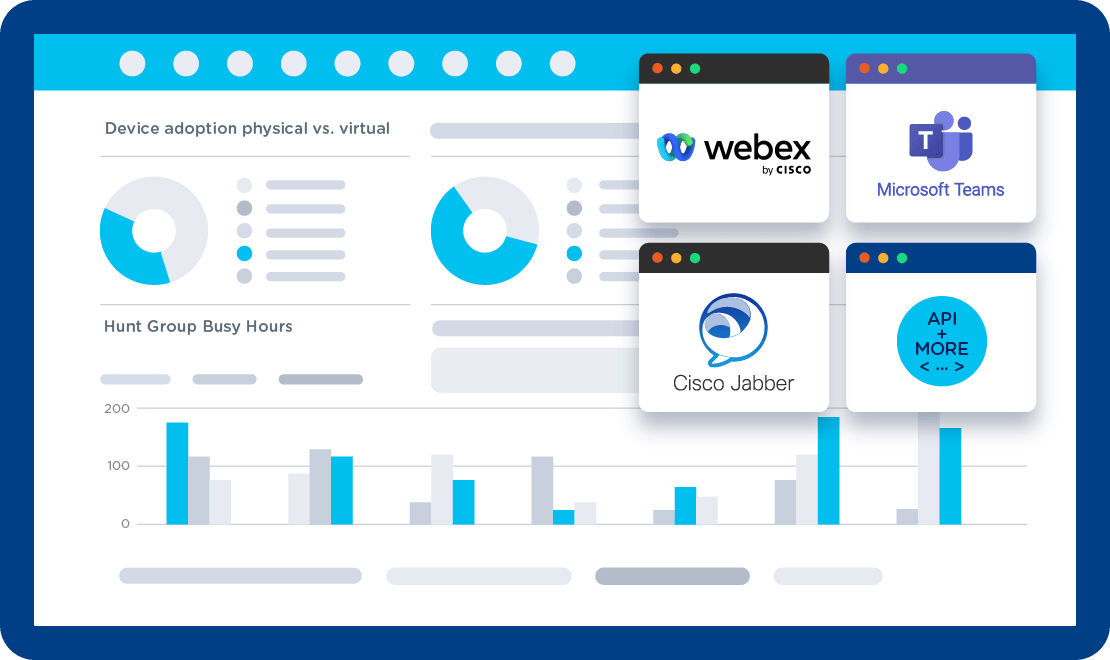 Device adoption physical vs. virtual
webex
by CISCO
T
Microsoft Teams
Hunt Group Busy Hours
Cisco Jabber
API
+
MORE
< ... >
200
100
0